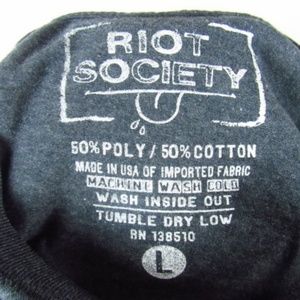 RIOT
SOCIETY
50% POLY / 50% COTTON
MADE IN USA OF IMPORTED FABRIC
MACHINE WASH COLD
WASH INSIDE OUT
TUMBLE DRY LOW
RN 138510
L